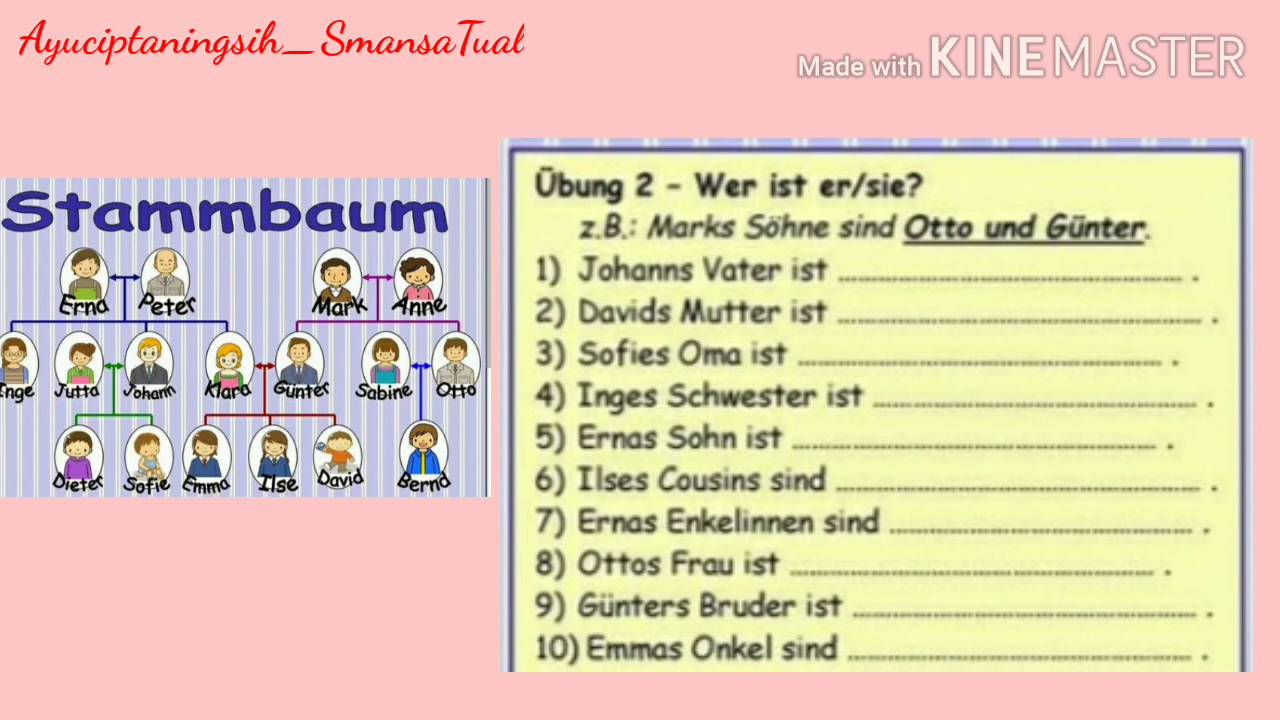 Ayuciptaningsih_SmansaTual
Made with KINEMASTER
Stammbaum
Erna Peter Mark Anne
Inge Jutta Johann Klara Günter Sabine Otto
Dieter Sofie Emma Ilse David Bernd
Übung 2 - Wer ist er/sie?
z.B.: Marks Söhne sind Otto und Günter.
1) Johanns Vater ist ........................................ .
2) Davids Mutter ist ........................................ .
3) Sofies Oma ist ........................................ .
4) Inges Schwester ist ........................................ .
5) Ernas Sohn ist ........................................ .
6) Ilses Cousins sind ........................................ .
7) Ernas Enkelinnen sind ........................................ .
8) Ottos Frau ist ........................................ .
9) Günters Bruder ist ........................................ .
10) Emmas Onkel sind ........................................ .